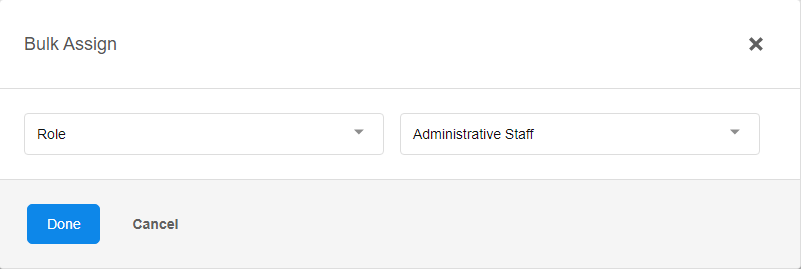 Bulk Assign
Role
Administrative Staff
Done
Cancel